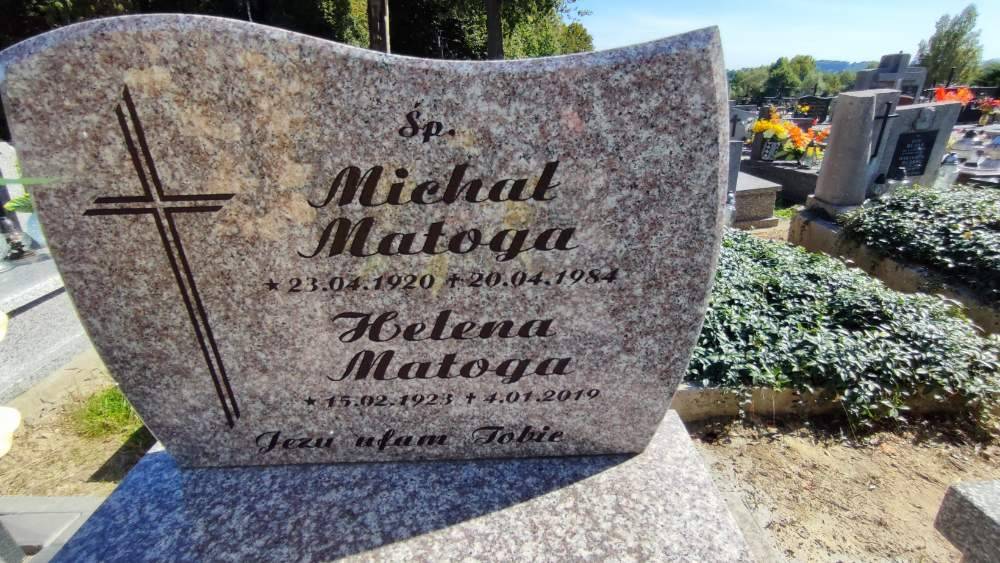 Śp.
Michał
Matoga
★ 23.04.1920 ✝ 20.04.1984
Helena
Matoga
★ 15.02.1923 ✝ 4.01.2019
Jezu ufam Tobie